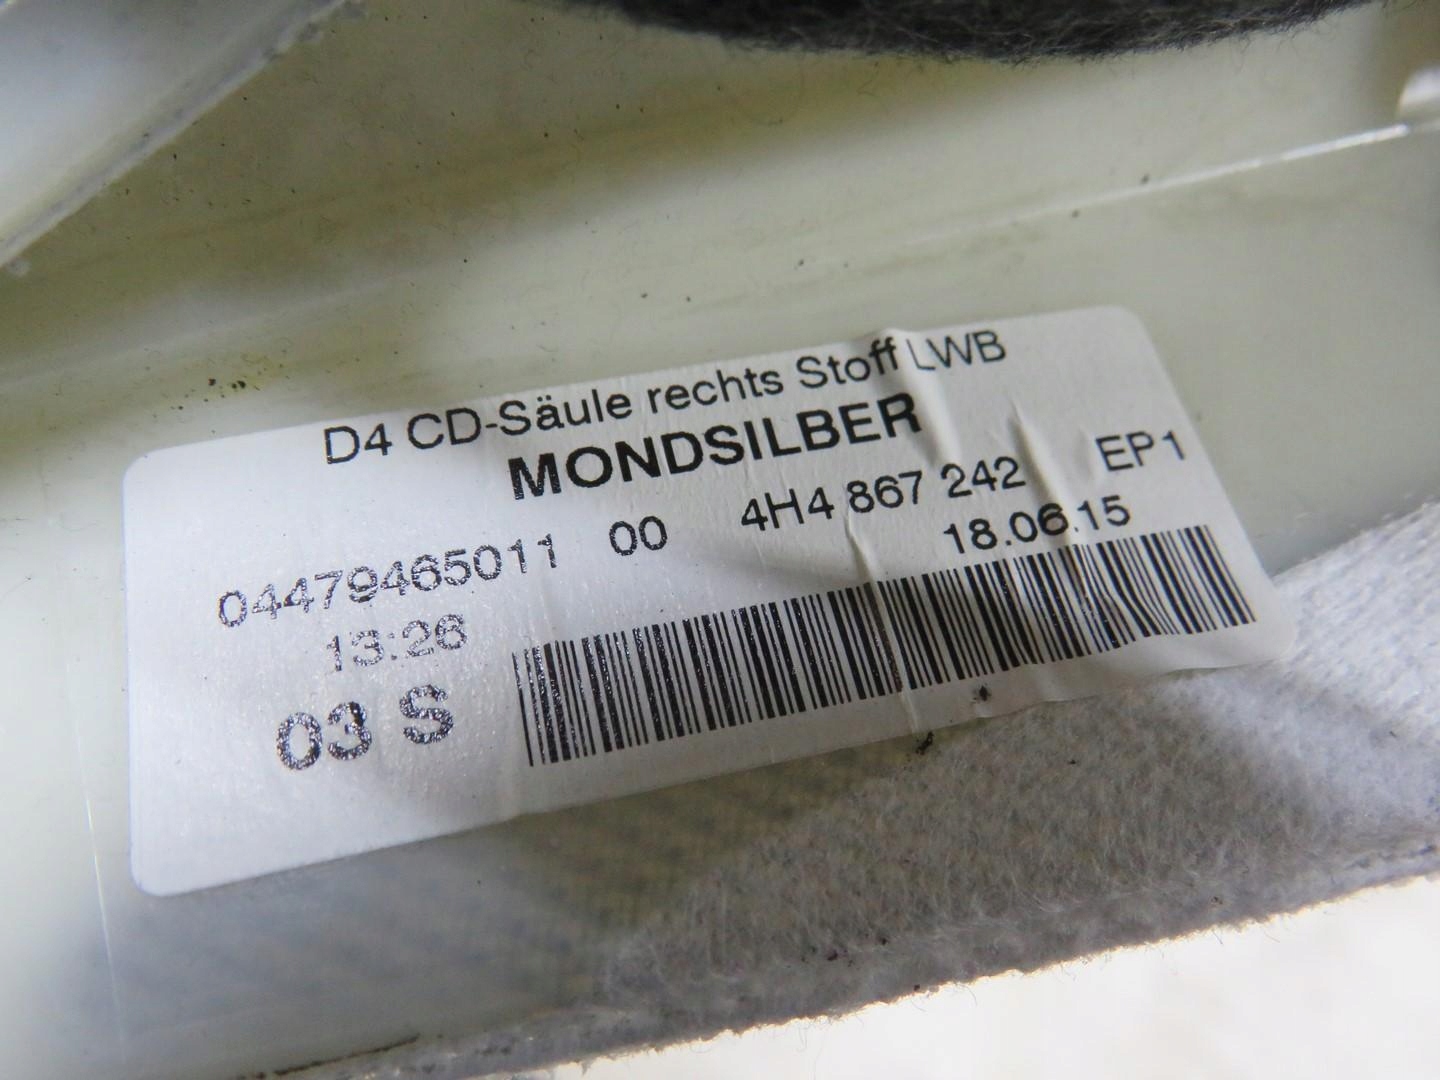 D4 CD-Säule rechts Stoff LWB
MONDSILBER
04479465011 00 4H4 867 242 EP1
13:26 18.06.15
03 S